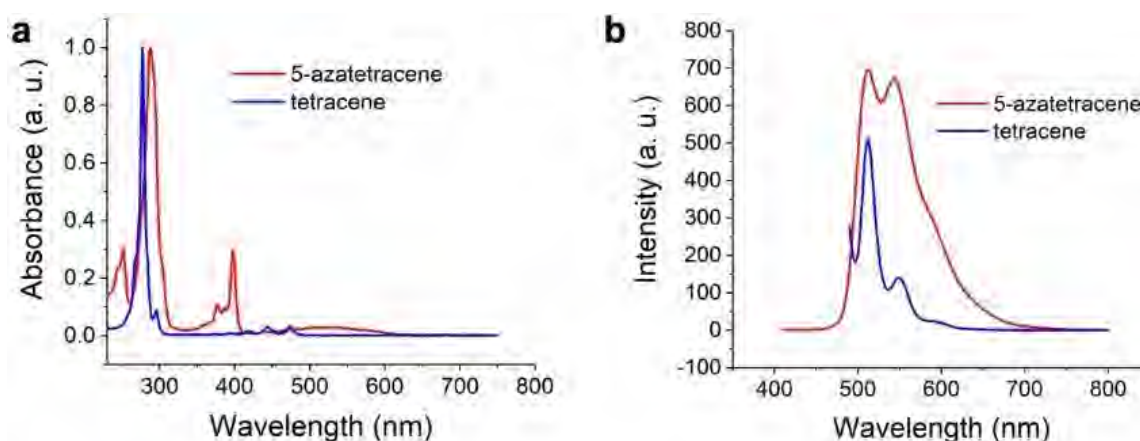 a
Absorbance (a. u.)
1.0
0.8
0.6
0.4
0.2
0.0
5-azatetracene
tetracene
300 400 500 600 700 800
Wavelength (nm)
b
Intensity (a. u.)
800
700
600
500
400
300
200
100
0
-100
5-azatetracene
tetracene
400 500 600 700 800
Wavelength (nm)